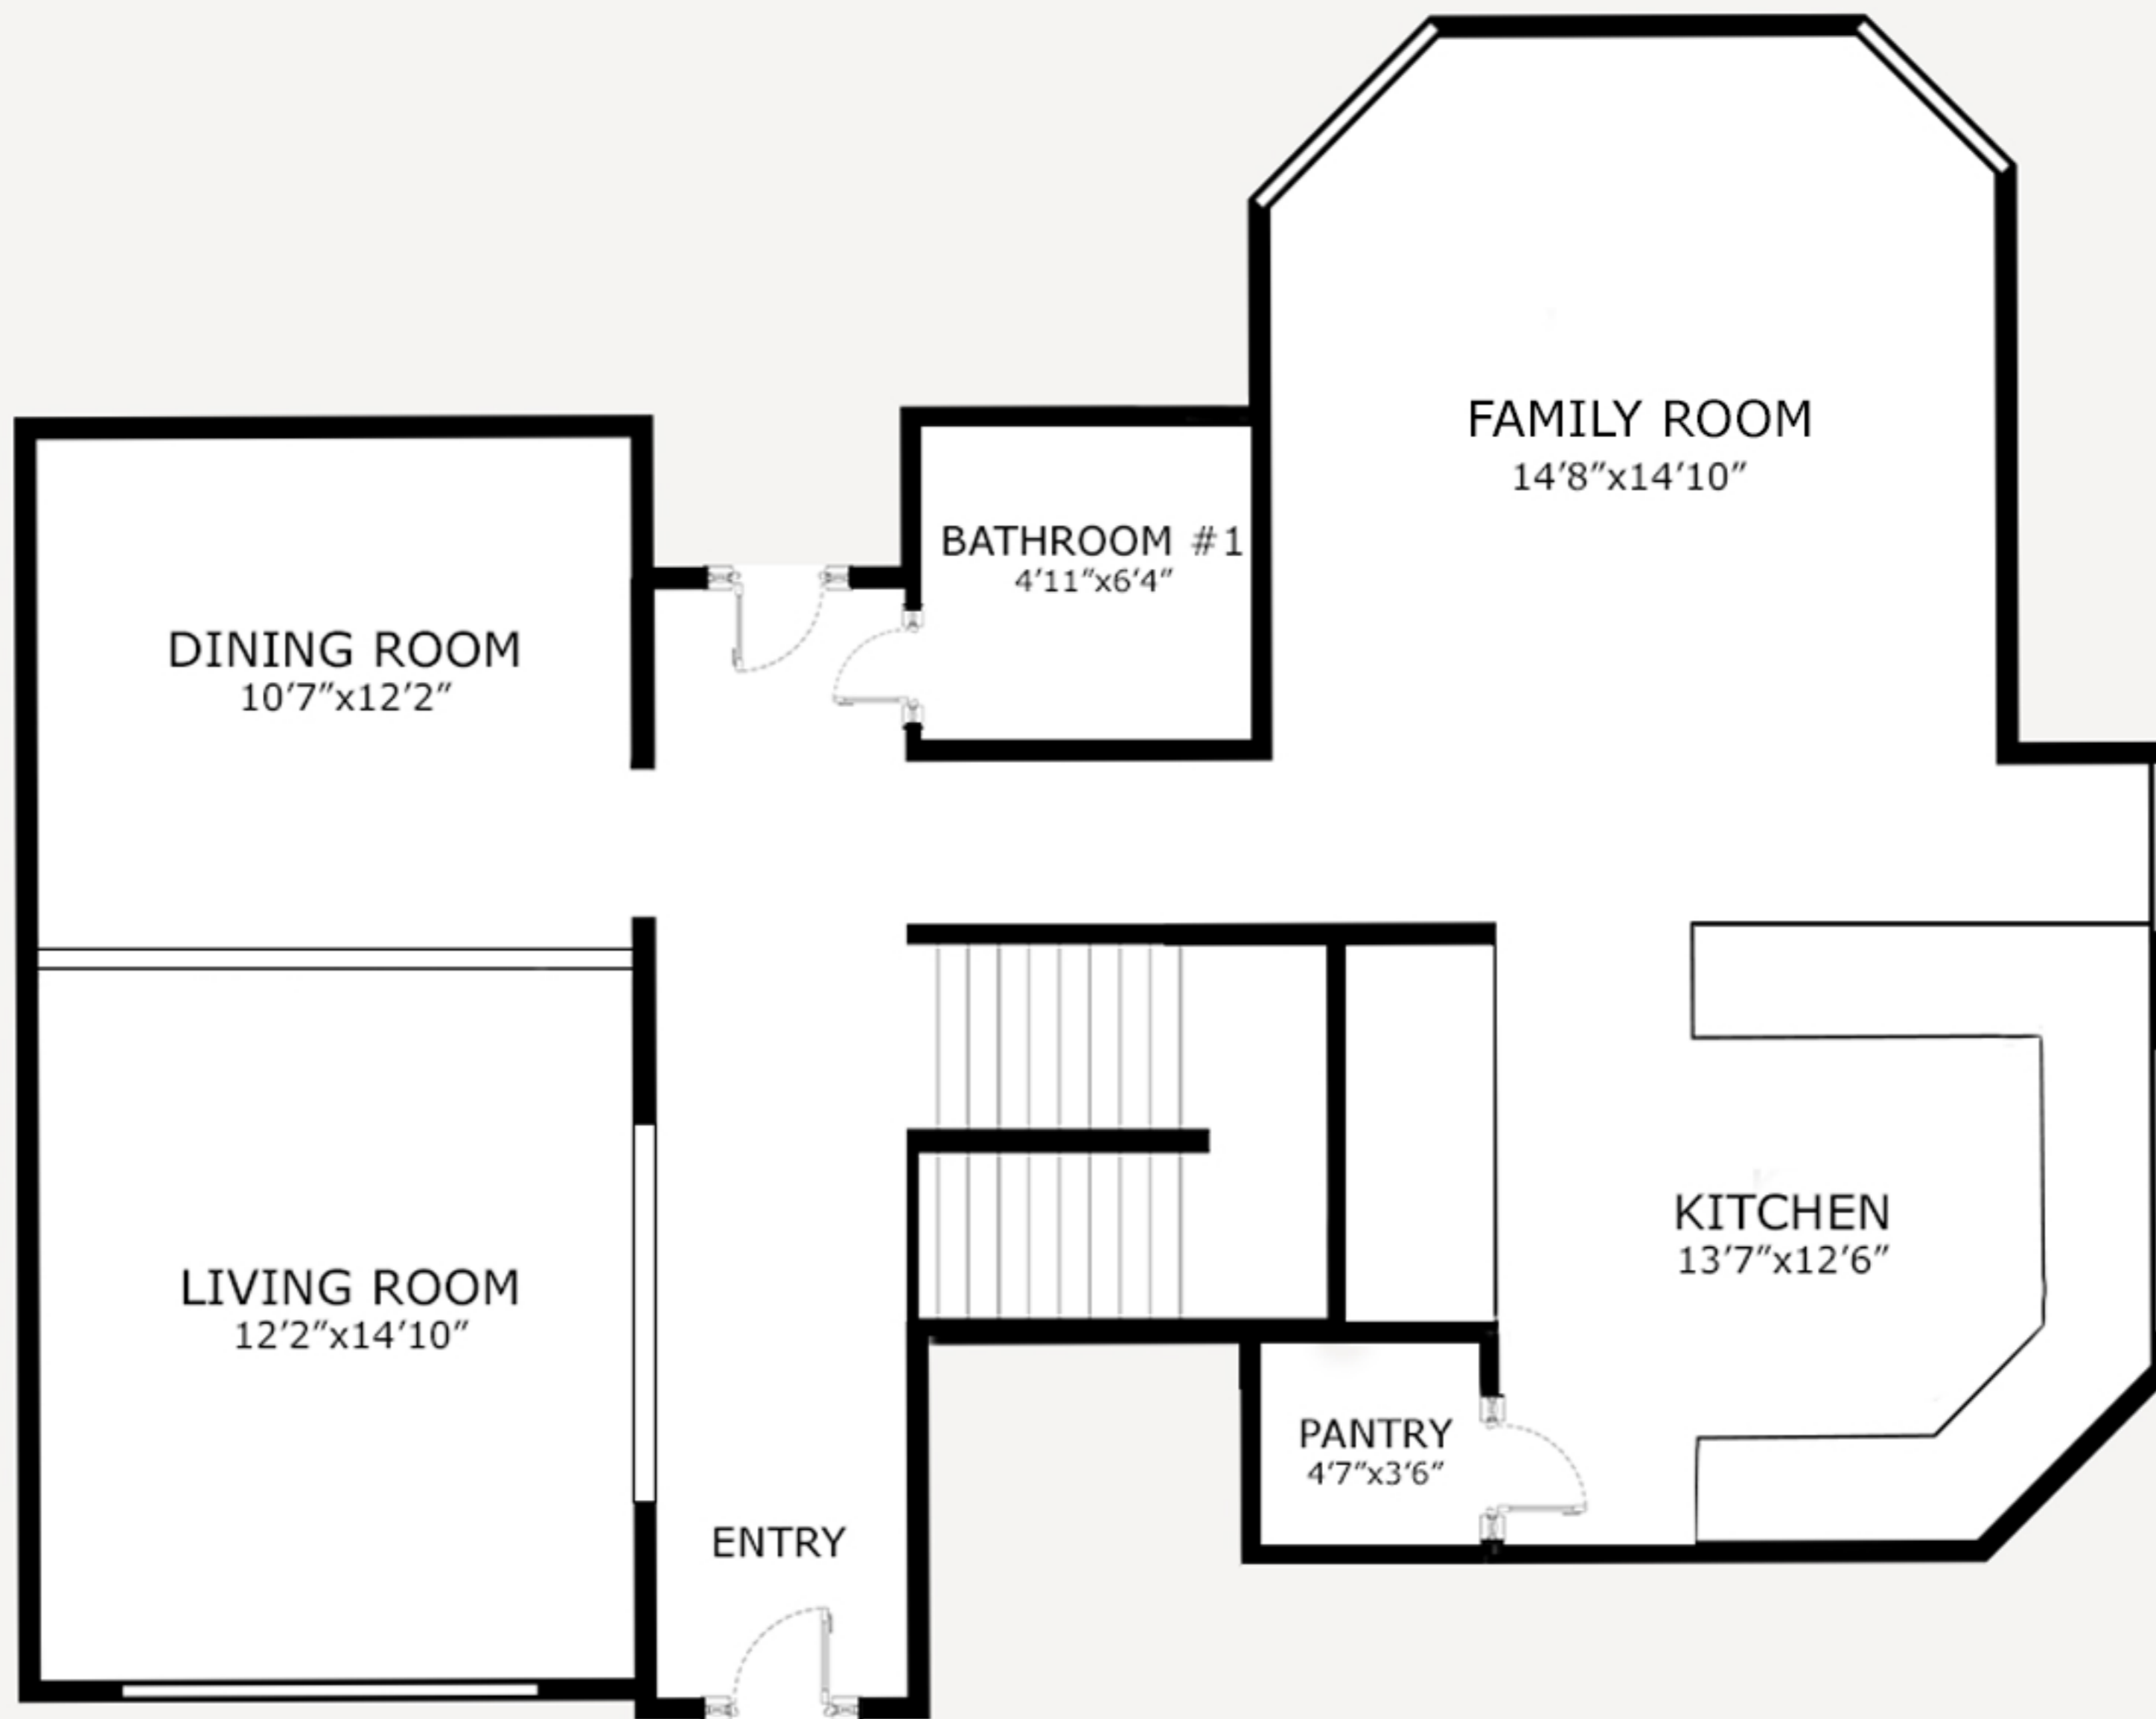 FAMILY ROOM
14'8"x14'10"
BATHROOM #1
4'11"x6'4"
DINING ROOM
10'7"x12'2"
KITCHEN
13'7"x12'6"
LIVING ROOM
12'2"x14'10"
PANTRY
4'7"x3'6"
ENTRY